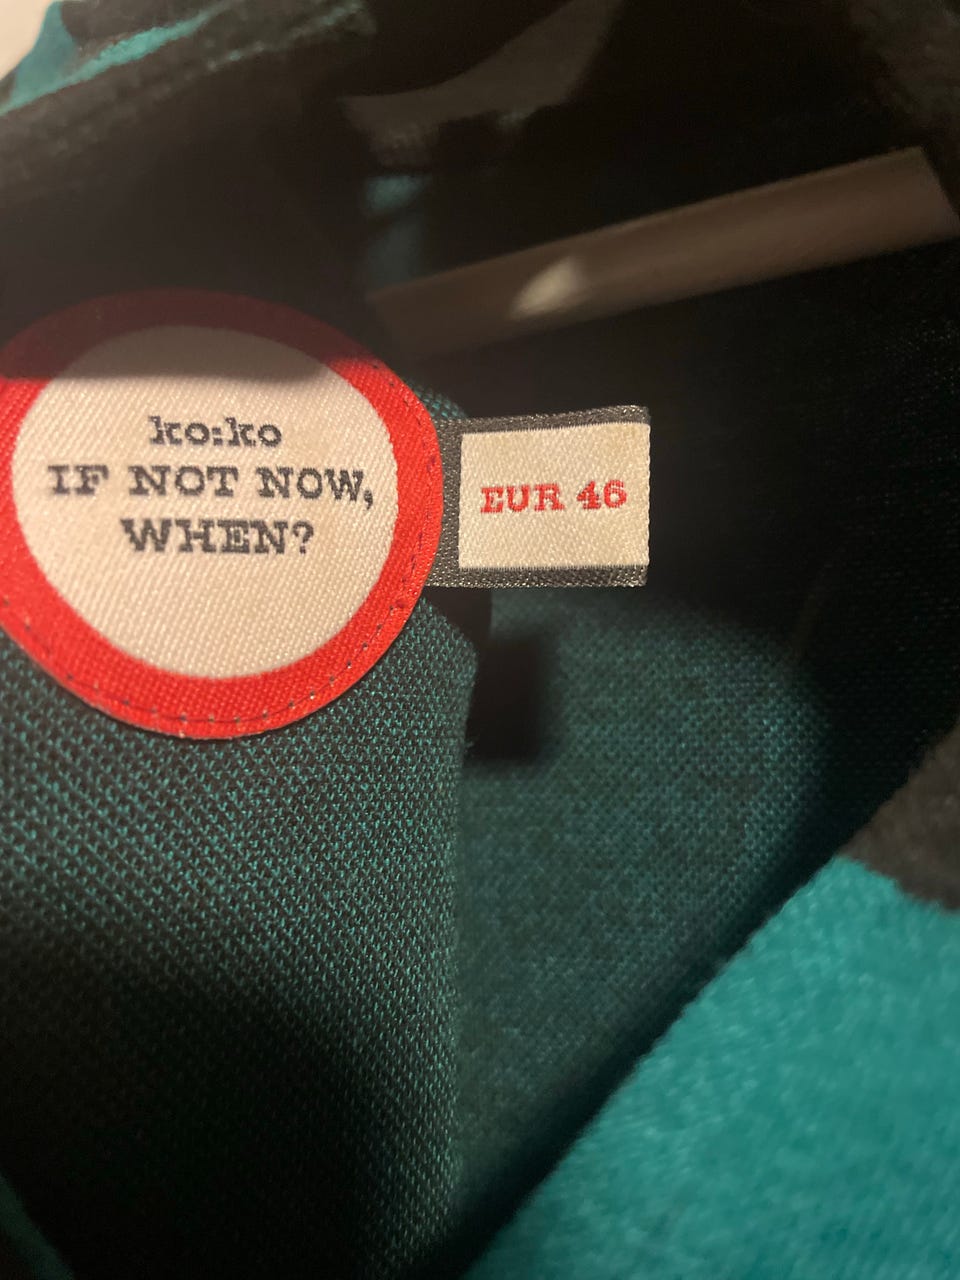 ko:ko
IF NOT NOW,
WHEN?
EUR 46